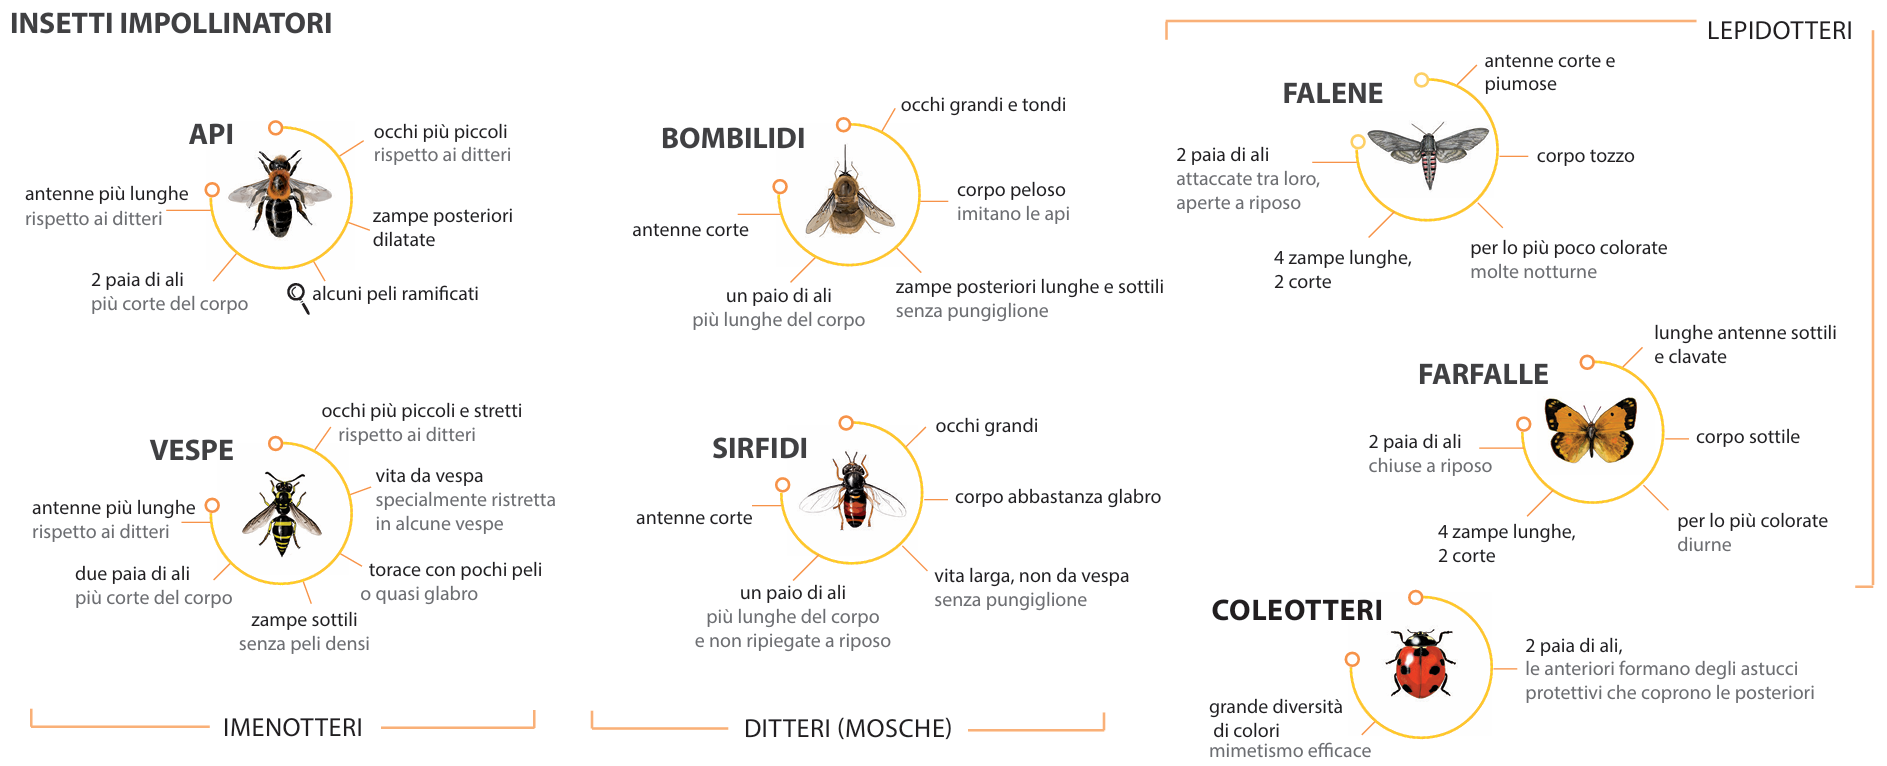 INSETTI IMPOLLINATORI
API
occhi più piccoli
rispetto ai ditteri
antenne più lunghe
rispetto ai ditteri
zampe posteriori
dilatate
2 paia di ali
più corte del corpo
alcuni peli ramificati
VESPE
occhi più piccoli e stretti
rispetto ai ditteri
vita da vespa
specialmente ristretta
in alcune vespe
antenne più lunghe
rispetto ai ditteri
due paia di ali
più corte del corpo
torace con pochi peli
o quasi glabro
zampe sottili
senza peli densi
IMENOTTERI
BOMBILIDI
occhi grandi e tondi
corpo peloso
imitano le api
antenne corte
un paio di ali
più lunghe del corpo
zampe posteriori lunghe e sottili
senza pungiglione
SIRFIDI
occhi grandi
corpo abbastanza glabro
antenne corte
vita larga, non da vespa
senza pungiglione
un paio di ali
più lunghe del corpo
e non ripiegate a riposo
DITTERI (MOSCHE)
LEPIDOTTERI
FALENE
antenne corte e
piumose
2 paia di ali
attaccate tra loro,
aperte a riposo
corpo tozzo
4 zampe lunghe,
2 corte
per lo più poco colorate
molte notturne
FARFALLE
lunghe antenne sottili
e clavate
2 paia di ali
chiuse a riposo
corpo sottile
4 zampe lunghe,
2 corte
per lo più colorate
diurne
COLEOTTERI
2 paia di ali,
le anteriori formano degli astucci
protettivi che coprono le posteriori
grande diversità
di colori
mimetismo efficace